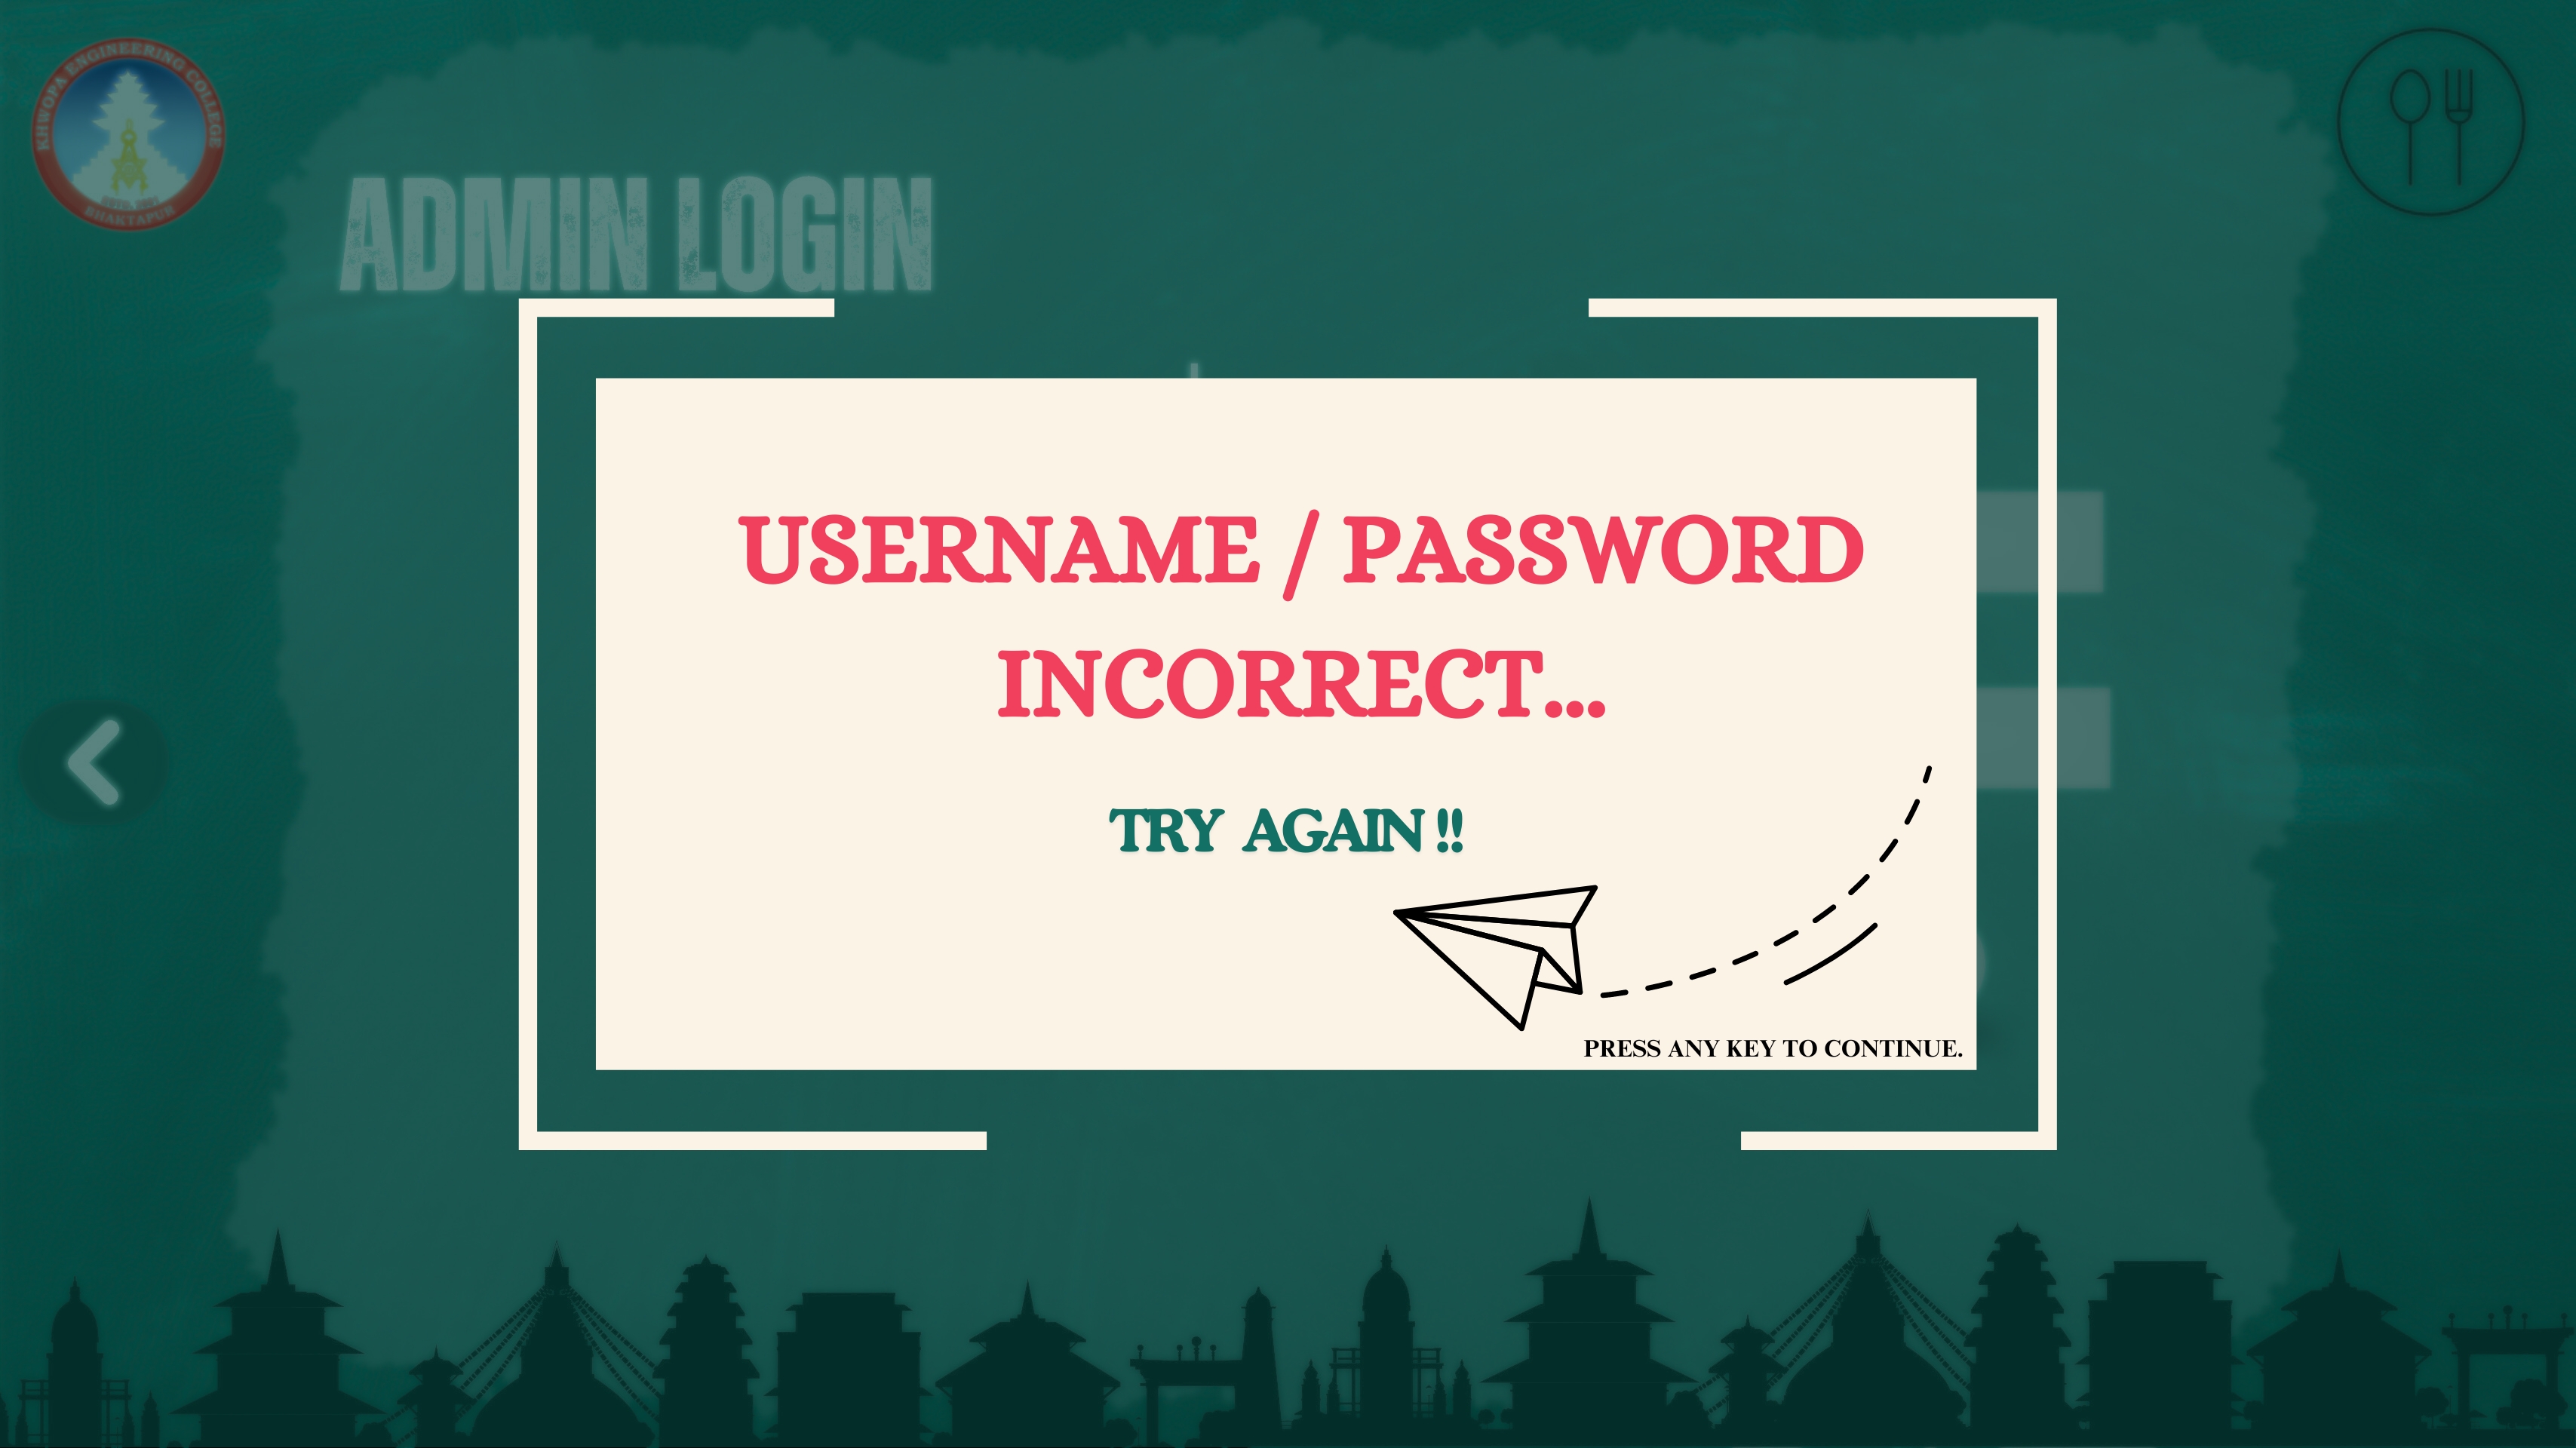 KHWOPA ENGINEERING COLLEGE
BHAKTAPUR
ADMIN LOGIN
USERNAME / PASSWORD
INCORRECT...
TRY AGAIN !!
PRESS ANY KEY TO CONTINUE.